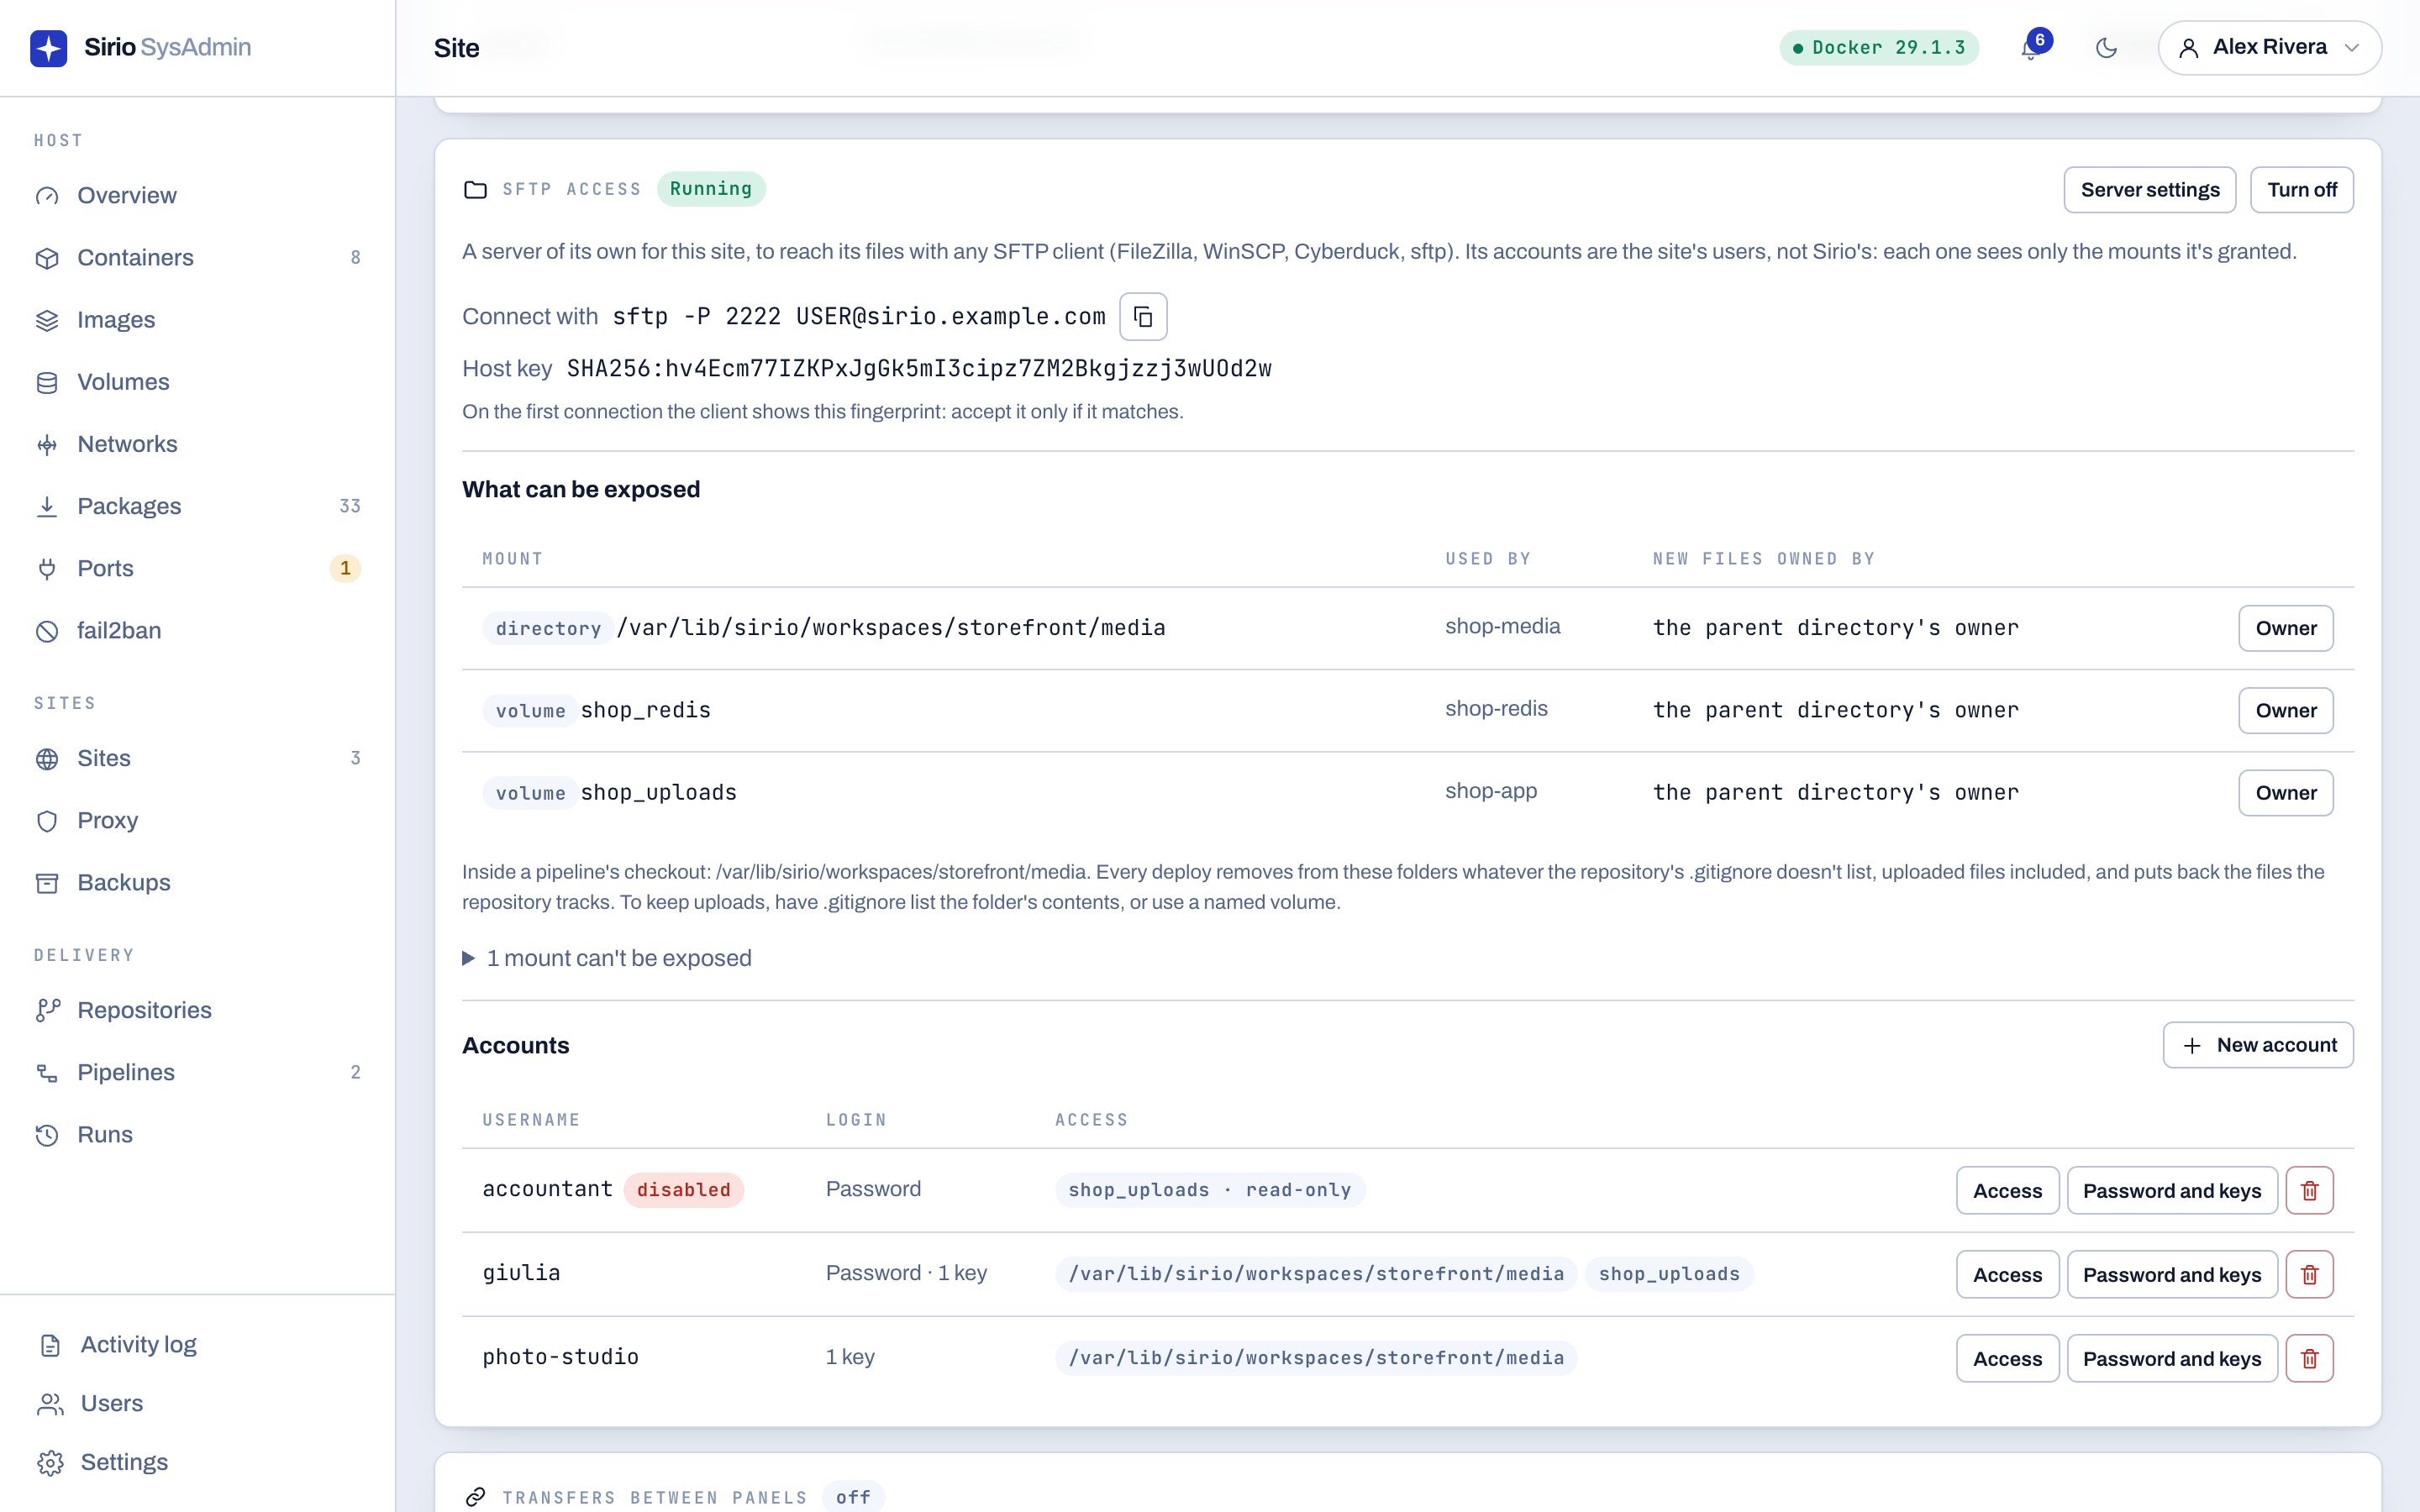 Sirio SysAdmin
Site
Docker 29.1.3
6
Alex Rivera
HOST
Overview
Containers 8
Images
Volumes
Networks
Packages 33
Ports 1
fail2ban
SITES
Sites 3
Proxy
Backups
DELIVERY
Repositories
Pipelines 2
Runs
Activity log
Users
Settings
SFTP ACCESS Running
Server settings Turn off
A server of its own for this site, to reach its files with any SFTP client (FileZilla, WinSCP, Cyberduck, sftp). Its accounts are the site's users, not Sirio's: each one sees only the mounts it's granted.
Connect with sftp -P 2222 USER@sirio.example.com
Host key SHA256:hv4Ecm77IZKPxJgGk5mI3cipz7ZM2Bkgjzzj3wUOd2w
On the first connection the client shows this fingerprint: accept it only if it matches.
What can be exposed
MOUNT USED BY NEW FILES OWNED BY
directory /var/lib/sirio/workspaces/storefront/media shop-media the parent directory's owner Owner
volume shop_redis shop-redis the parent directory's owner Owner
volume shop_uploads shop-app the parent directory's owner Owner
Inside a pipeline's checkout: /var/lib/sirio/workspaces/storefront/media. Every deploy removes from these folders whatever the repository's .gitignore doesn't list, uploaded files included, and puts back the files the
repository tracks. To keep uploads, have .gitignore list the folder's contents, or use a named volume.
1 mount can't be exposed
Accounts
New account
USERNAME LOGIN ACCESS
accountant disabled Password shop_uploads · read-only Access Password and keys
giulia Password · 1 key /var/lib/sirio/workspaces/storefront/media shop_uploads Access Password and keys
photo-studio 1 key /var/lib/sirio/workspaces/storefront/media Access Password and keys
TRANSFERS BETWEEN PANELS off